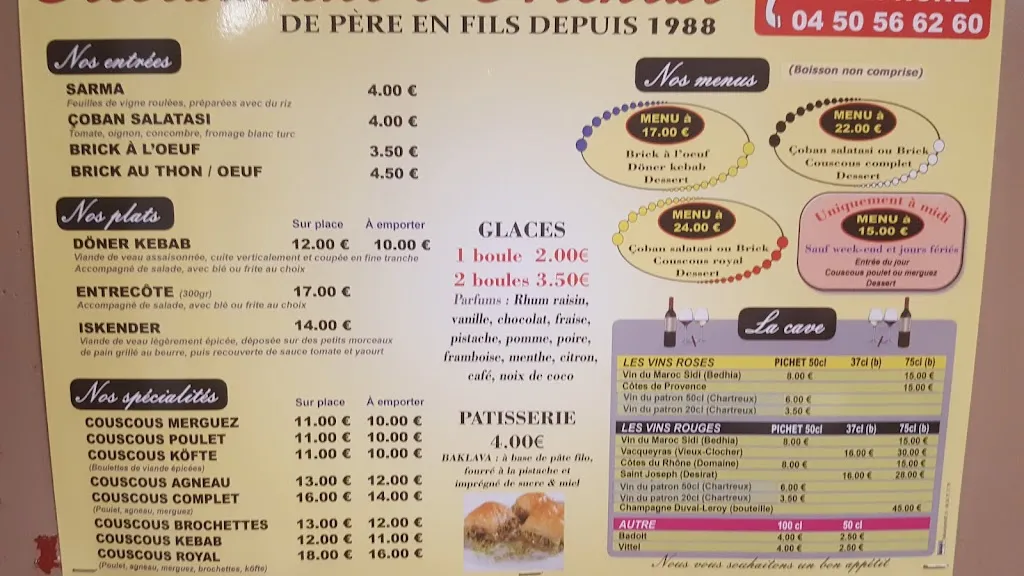 DE PÈRE EN FILS DEPUIS 1988
04 50 56 62 60
Nos entrées
SARMA 4.00 €
Feuilles de vigne roulées, préparées avec du riz
ÇOBAN SALATASI 4.00 €
Tomate, oignon, concombre, fromage blanc turc
BRICK À L'OEUF 3.50 €
BRICK AU THON / OEUF 4.50 €
Nos plats
Sur place À emporter
DÖNER KEBAB 12.00 € 10.00 €
Viande de veau assaisonnée, cuite verticalement et coupée en fine tranche
Accompagné de salade, avec blé ou frite au choix
ENTRECÔTE (300gr) 17.00 €
Accompagné de salade, avec blé ou frite au choix
ISKENDER 14.00 €
Viande de veau légèrement épicée, déposée sur des petits morceaux
de pain grillé au beurre, puis recouverte de sauce tomate et yaourt
Nos spécialités
Sur place À emporter
COUSCOUS MERGUEZ 11.00 € 10.00 €
COUSCOUS POULET 11.00 € 10.00 €
COUSCOUS KÖFTE 11.00 € 10.00 €
(Boulettes de viande épicées)
COUSCOUS AGNEAU 13.00 € 12.00 €
COUSCOUS COMPLET 16.00 € 14.00 €
(Poulet, agneau, merguez)
COUSCOUS BROCHETTES 13.00 € 12.00 €
COUSCOUS KEBAB 12.00 € 11.00 €
COUSCOUS ROYAL 18.00 € 16.00 €
(Poulet, agneau, merguez, brochettes, köfte)
GLACES
1 boule 2.00€
2 boules 3.50€
Parfums : Rhum raisin,
vanille, chocolat, fraise,
pistache, pomme, poire,
framboise, menthe, citron,
café, noix de coco
PATISSERIE
4.00€
BAKLAVA : à base de pâte filo,
fourré à la pistache et
imprégné de sucre & miel
Nos menus
(Boisson non comprise)
MENU à
17.00 €
Brick à l'oeuf
Döner kebab
Dessert
MENU à
22.00 €
Çoban salatasi ou Brick
Couscous complet
Dessert
MENU à
24.00 €
Çoban salatasi ou Brick
Couscous royal
Dessert
Uniquement à midi
MENU à
15.00 €
Sauf week-end et jours fériés
Entrée du jour
Couscous poulet ou merguez
Dessert
La cave
LES VINS ROSES PICHET 50cl 37cl (b) 75cl (b)
Vin du Maroc Sidi (Bedhia) 8.00 € 15.00 €
Côtes de Provence 15.00 €
Vin du patron 50cl (Chartreux) 6.00 €
Vin du patron 20cl (Chartreux) 3.50 €
LES VINS ROUGES PICHET 50cl 37cl (b) 75cl (b)
Vin du Maroc Sidi (Bedhia) 8.00 € 15.00 €
Vacqueyras (Vieux-Clocher) 16.00 € 30.00 €
Côtes du Rhône (Domaine) 8.00 € 15.00 €
Saint Joseph (Desirat) 16.00 € 28.00 €
Vin du patron 50cl (Chartreux) 6.00 €
Vin du patron 20cl (Chartreux) 3.50 €
Champagne Duval-Leroy (bouteille) 45.00 €
AUTRE 100 cl 50 cl
Badoit 4.00 € 2.50 €
Vittel 4.00 € 2.50 €
Nous vous souhaitons un bon appétit